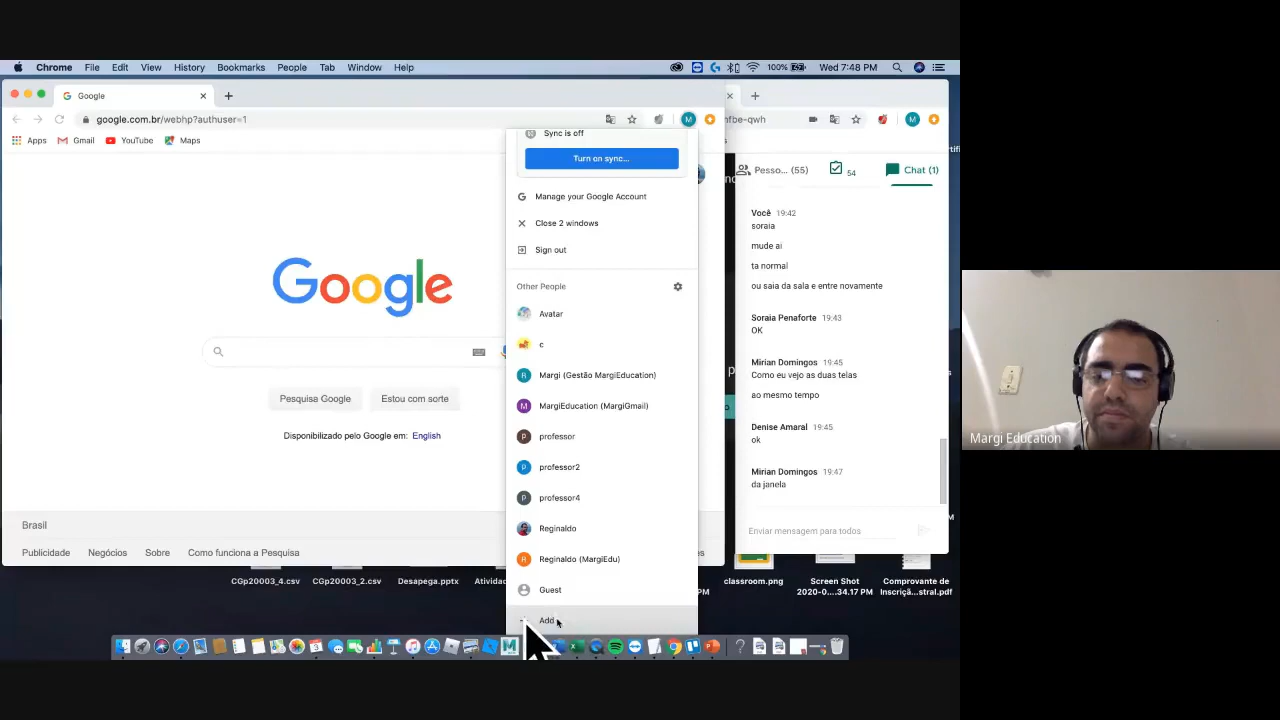 Chrome File Edit View History Bookmarks People Tab Window Help
100% Wed 7:48 PM
Google
google.com.br/webhp?authuser=1
nfbe-qwh
Apps Gmail YouTube Maps
Sync is off
Turn on sync...
Manage your Google Account
Close 2 windows
Sign out
Other People
Avatar
c
Margi (Gestão MargiEducation)
MargiEducation (MargiGmail)
professor
professor2
professor4
Reginaldo
Reginaldo (MargiEdu)
Guest
Add
Google
Pesquisa Google
Estou com sorte
Disponibilizado pelo Google em: English
Brasil
Publicidade Negócios Sobre Como funciona a Pesquisa
Pesso... (55)
54
Chat (1)
Você 19:42
soraia
mude ai
ta normal
ou saia da sala e entre novamente
Soraia Penaforte 19:43
OK
Mirian Domingos 19:45
Como eu vejo as duas telas
ao mesmo tempo
Denise Amaral 19:45
ok
Mirian Domingos 19:47
da janela
Enviar mensagem para todos
CGp20003_4.csv
CGp20003_2.csv
Desapega.pptx
classroom.png
Screen Shot
2020-0....34.17 PM
Comprovante de
Inscriçã...stral.pdf
Margi Education